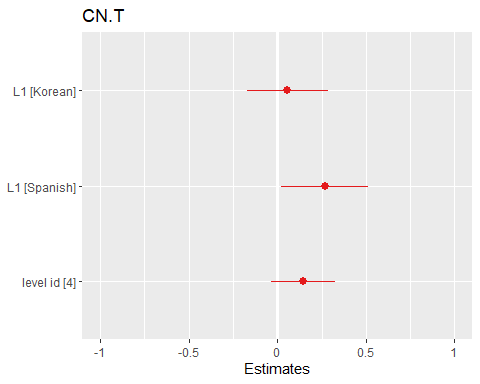 CN.T
L1 [Korean]
L1 [Spanish]
level id [4]
-1 -0.5 0 0.5 1
Estimates